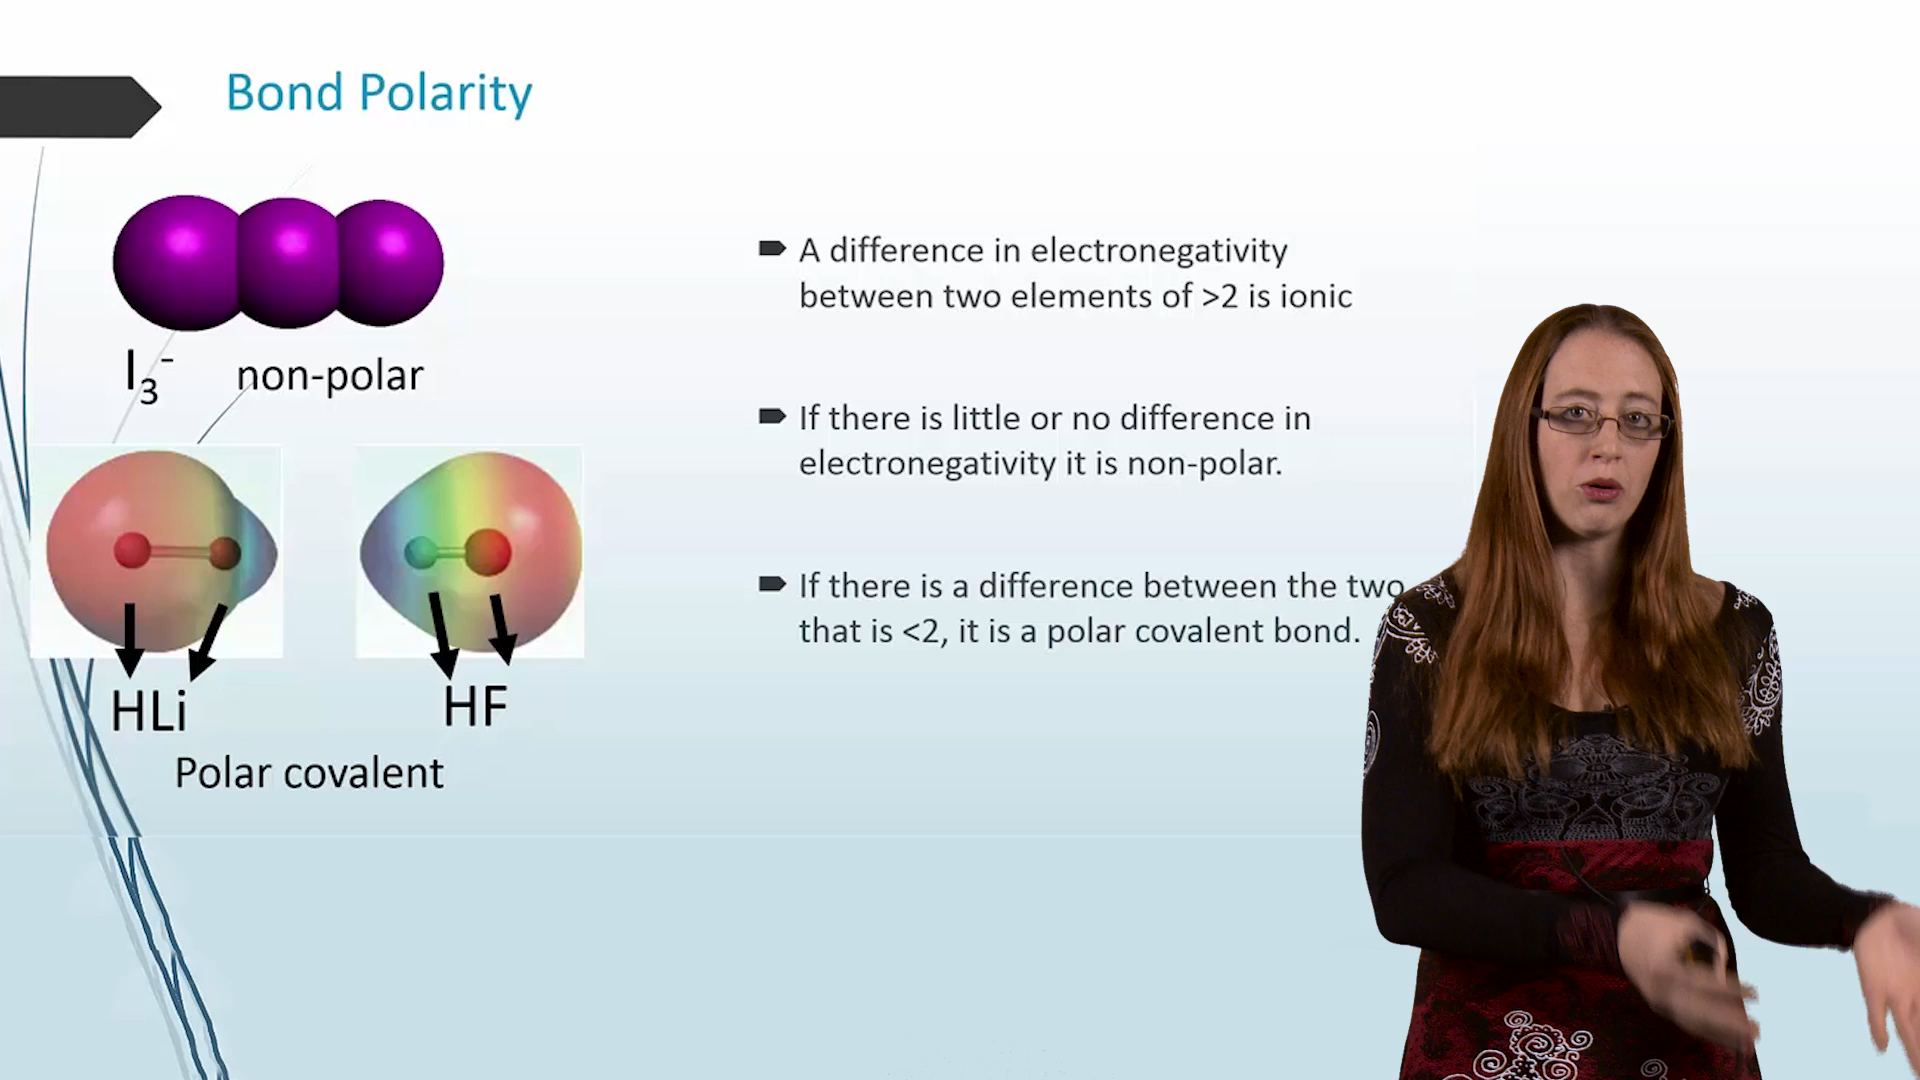 Bond Polarity
I₃⁻ non-polar
HLi
HF
Polar covalent
A difference in electronegativity
between two elements of >2 is ionic
If there is little or no difference in
electronegativity it is non-polar.
If there is a difference between the two
that is <2, it is a polar covalent bond.